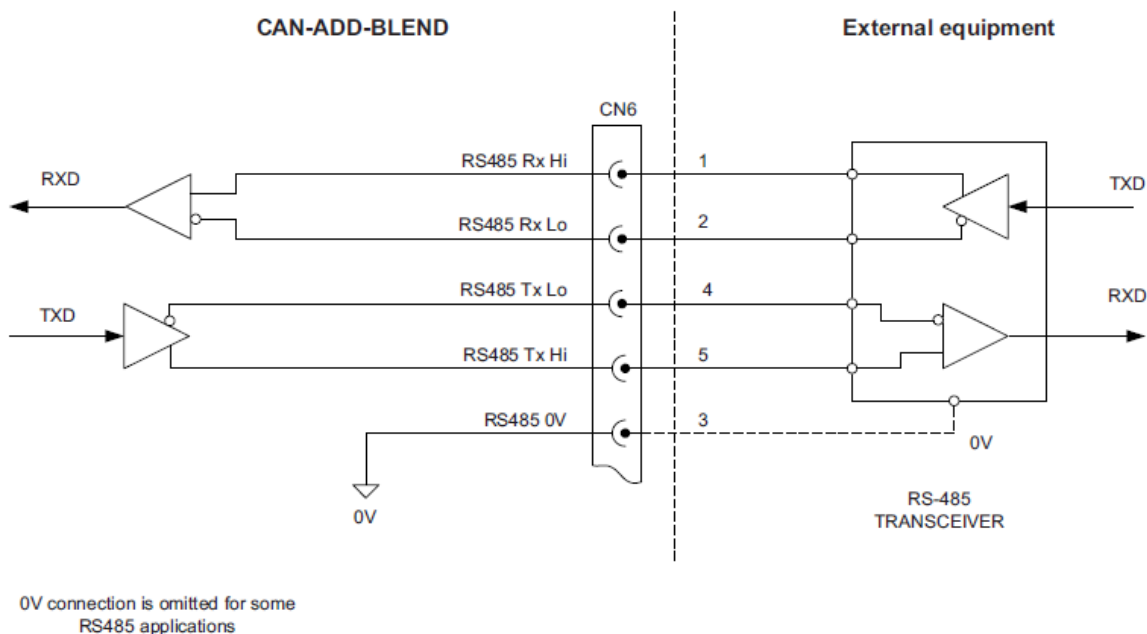 CAN-ADD-BLEND
External equipment
CN6
RS485 Rx Hi
1
RXD
TXD
RS485 Rx Lo
2
RS485 Tx Lo
4
TXD
RXD
RS485 Tx Hi
5
RS485 0V
3
0V
0V
RS-485
TRANSCEIVER
0V connection is omitted for some
RS485 applications